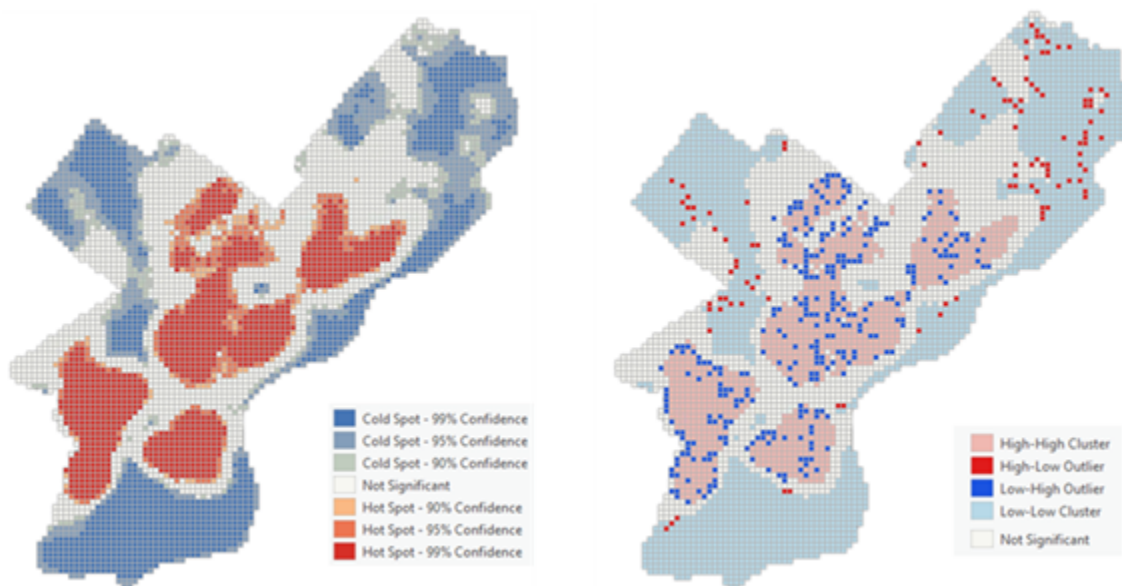 Cold Spot - 99% Confidence
Cold Spot - 95% Confidence
Cold Spot - 90% Confidence
Not Significant
Hot Spot - 90% Confidence
Hot Spot - 95% Confidence
Hot Spot - 99% Confidence
High-High Cluster
High-Low Outlier
Low-High Outlier
Low-Low Cluster
Not Significant